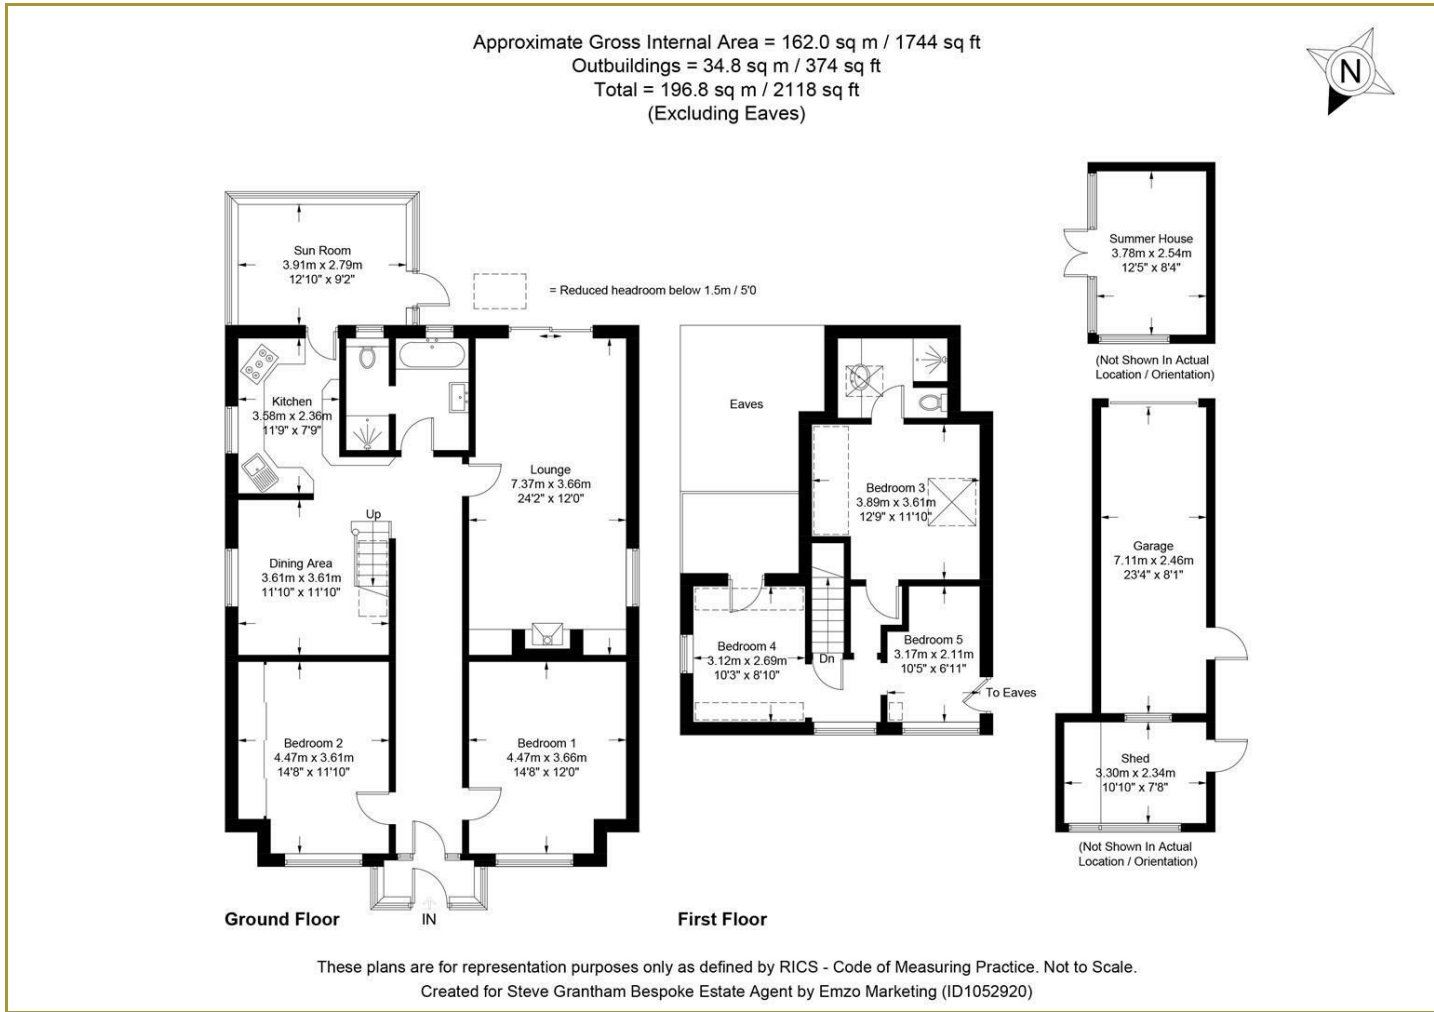 Approximate Gross Internal Area = 162.0 sq m / 1744 sq ft
Outbuildings = 34.8 sq m / 374 sq ft
Total = 196.8 sq m / 2118 sq ft
(Excluding Eaves)
N
Sun Room
3.91m x 2.79m
12'10" x 9'2"
= Reduced headroom below 1.5m / 5'0
Kitchen
3.58m x 2.36m
11'9" x 7'9"
Lounge
7.37m x 3.66m
24'2" x 12'0"
Up
Dining Area
3.61m x 3.61m
11'10" x 11'10"
Bedroom 2
4.47m x 3.61m
14'8" x 11'10"
Bedroom 1
4.47m x 3.66m
14'8" x 12'0"
IN
Ground Floor
Eaves
Bedroom 3
3.89m x 3.61m
12'9" x 11'10"
Bedroom 4
3.12m x 2.69m
10'3" x 8'10"
Dn
Bedroom 5
3.17m x 2.11m
10'5" x 6'11"
To Eaves
First Floor
Summer House
3.78m x 2.54m
12'5" x 8'4"
(Not Shown In Actual
Location / Orientation)
Garage
7.11m x 2.46m
23'4" x 8'1"
Shed
3.30m x 2.34m
10'10" x 7'8"
(Not Shown In Actual
Location / Orientation)
These plans are for representation purposes only as defined by RICS - Code of Measuring Practice. Not to Scale.
Created for Steve Grantham Bespoke Estate Agent by Emzo Marketing (ID1052920)